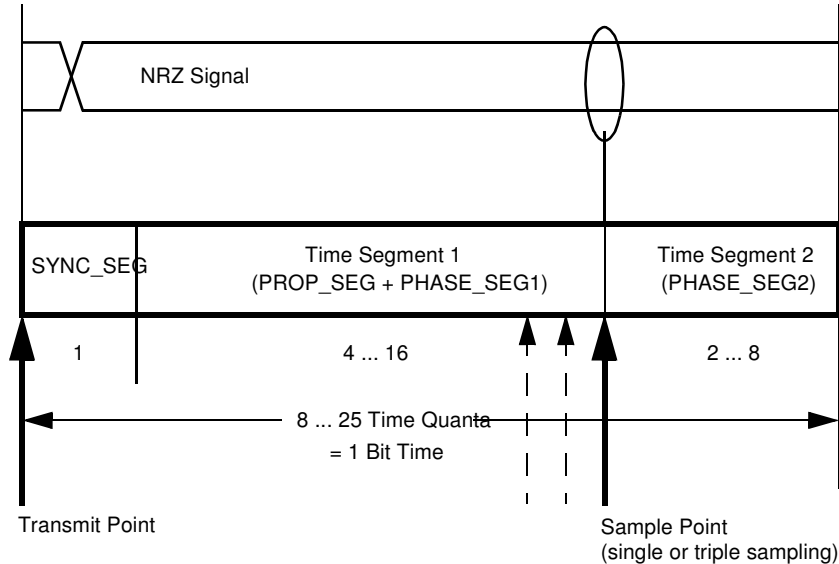 NRZ Signal
SYNC_SEG
Time Segment 1
(PROP_SEG + PHASE_SEG1)
Time Segment 2
(PHASE_SEG2)
1
4 ... 16
2 ... 8
8 ... 25 Time Quanta
= 1 Bit Time
Transmit Point
Sample Point
(single or triple sampling)